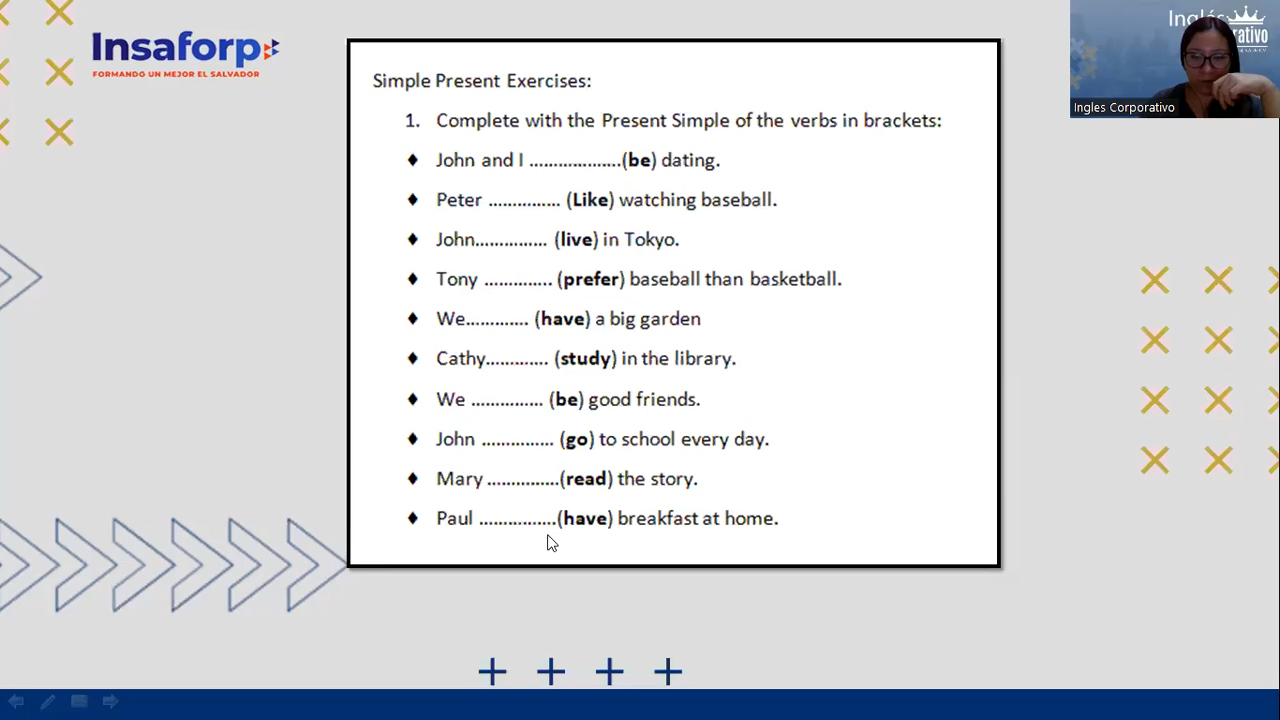 Insaforp
FORMANDO UN MEJOR EL SALVADOR
Inglés
rativo
Ingles Corporativo
Simple Present Exercises:
1. Complete with the Present Simple of the verbs in brackets:
♦ John and I ……………….(be) dating.
♦ Peter …………… (Like) watching baseball.
♦ John…………… (live) in Tokyo.
♦ Tony ………….. (prefer) baseball than basketball.
♦ We…………. (have) a big garden
♦ Cathy…………. (study) in the library.
♦ We …………… (be) good friends.
♦ John …………… (go) to school every day.
♦ Mary ……………(read) the story.
♦ Paul …………….(have) breakfast at home.